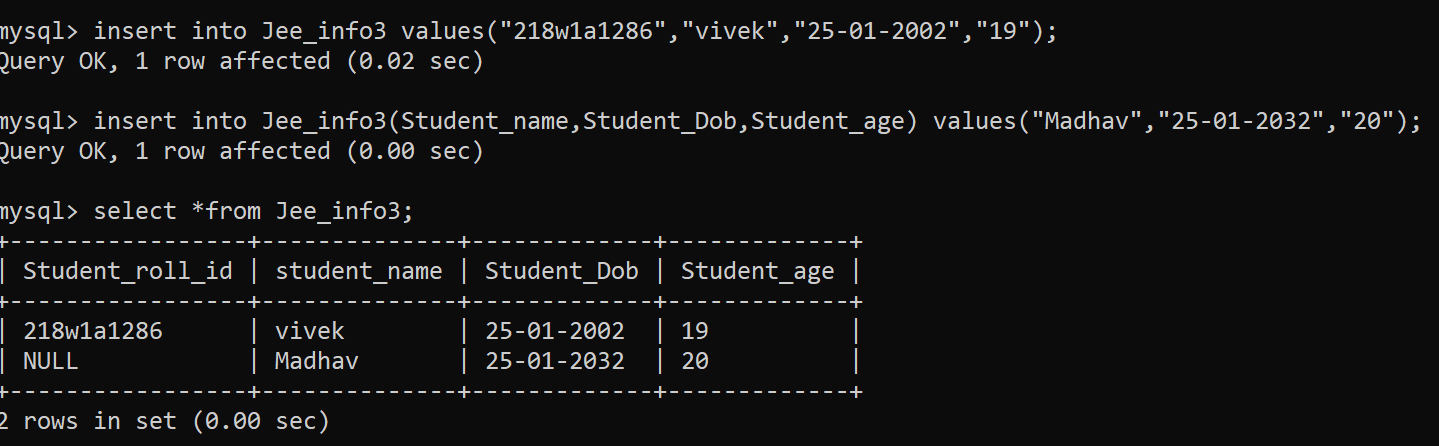 mysql> insert into Jee_info3 values("218w1a1286","vivek","25-01-2002","19");
Query OK, 1 row affected (0.02 sec)
mysql> insert into Jee_info3(Student_name,Student_Dob,Student_age) values("Madhav","25-01-2032","20");
Query OK, 1 row affected (0.00 sec)
mysql> select *from Jee_info3;
+-----------------+--------------+-------------+-------------+
| Student_roll_id | student_name | Student_Dob | Student_age |
+-----------------+--------------+-------------+-------------+
| 218w1a1286      | vivek        | 25-01-2002  | 19          |
| NULL            | Madhav       | 25-01-2032  | 20          |
+-----------------+--------------+-------------+-------------+
2 rows in set (0.00 sec)